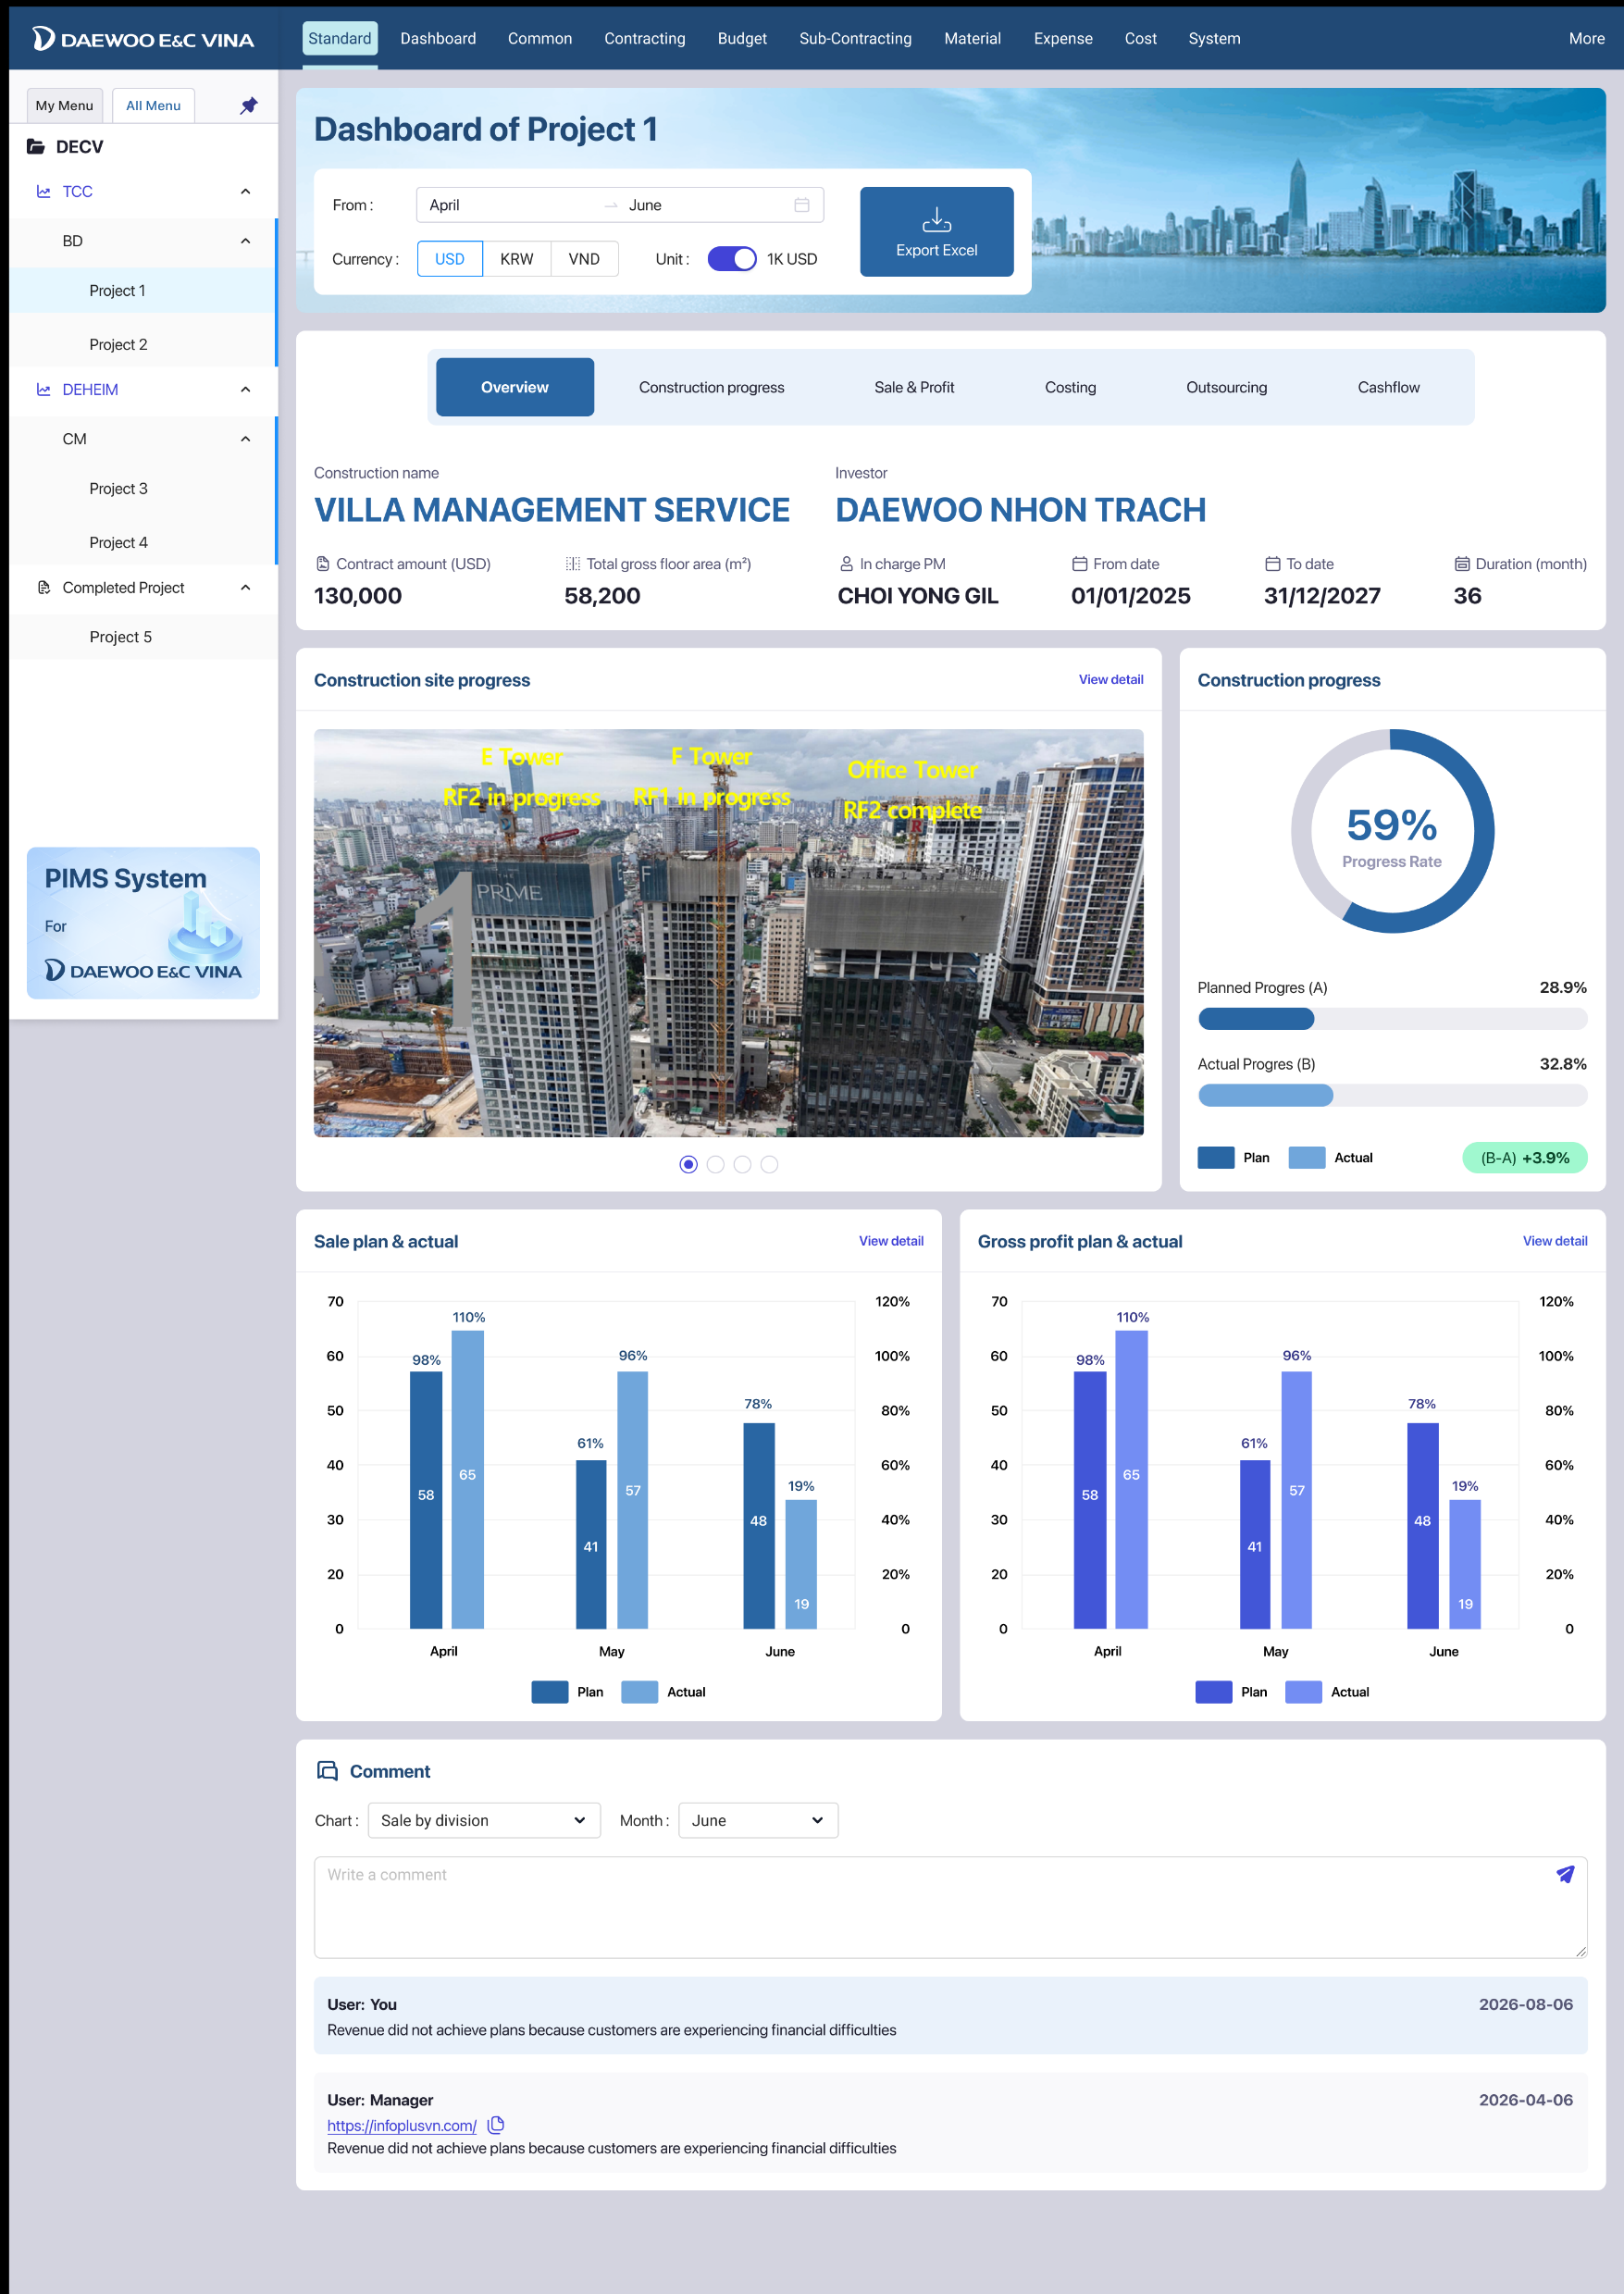 DAEWOO E&C VINA
Standard Dashboard Common Contracting Budget Sub-Contracting Material Expense Cost System More
My Menu All Menu
DECV
TCC
BD
Project 1
Project 2
DEHEIM
CM
Project 3
Project 4
Completed Project
Project 5
PIMS System
For
DAEWOO E&C VINA
Dashboard of Project 1
From : April June
Currency : USD KRW VND Unit : 1K USD
Export Excel
Overview Construction progress Sale & Profit Costing Outsourcing Cashflow
Construction name
VILLA MANAGEMENT SERVICE
Investor
DAEWOO NHON TRACH
Contract amount (USD)
130,000
Total gross floor area (m²)
58,200
In charge PM
CHOI YONG GIL
From date
01/01/2025
To date
31/12/2027
Duration (month)
36
Construction site progress View detail
E Tower
RF2 in progress
F Tower
RF1 in progress
Office Tower
RF2 complete
PRIME
E F
R
1
Construction progress
59%
Progress Rate
Planned Progres (A) 28.9%
Actual Progres (B) 32.8%
Plan Actual (B-A) +3.9%
Sale plan & actual View detail
70 120%
60 100%
50 80%
40 60%
30 40%
20 20%
0 0
98% 110% 61% 96% 78% 19%
58 65 41 57 48 19
April May June
Plan Actual
Gross profit plan & actual View detail
70 120%
60 100%
50 80%
40 60%
30 40%
20 20%
0 0
98% 110% 61% 96% 78% 19%
58 65 41 57 48 19
April May June
Plan Actual
Comment
Chart : Sale by division Month : June
Write a comment
User: You 2026-08-06
Revenue did not achieve plans because customers are experiencing financial difficulties
User: Manager 2026-04-06
https://infoplusvn.com/
Revenue did not achieve plans because customers are experiencing financial difficulties